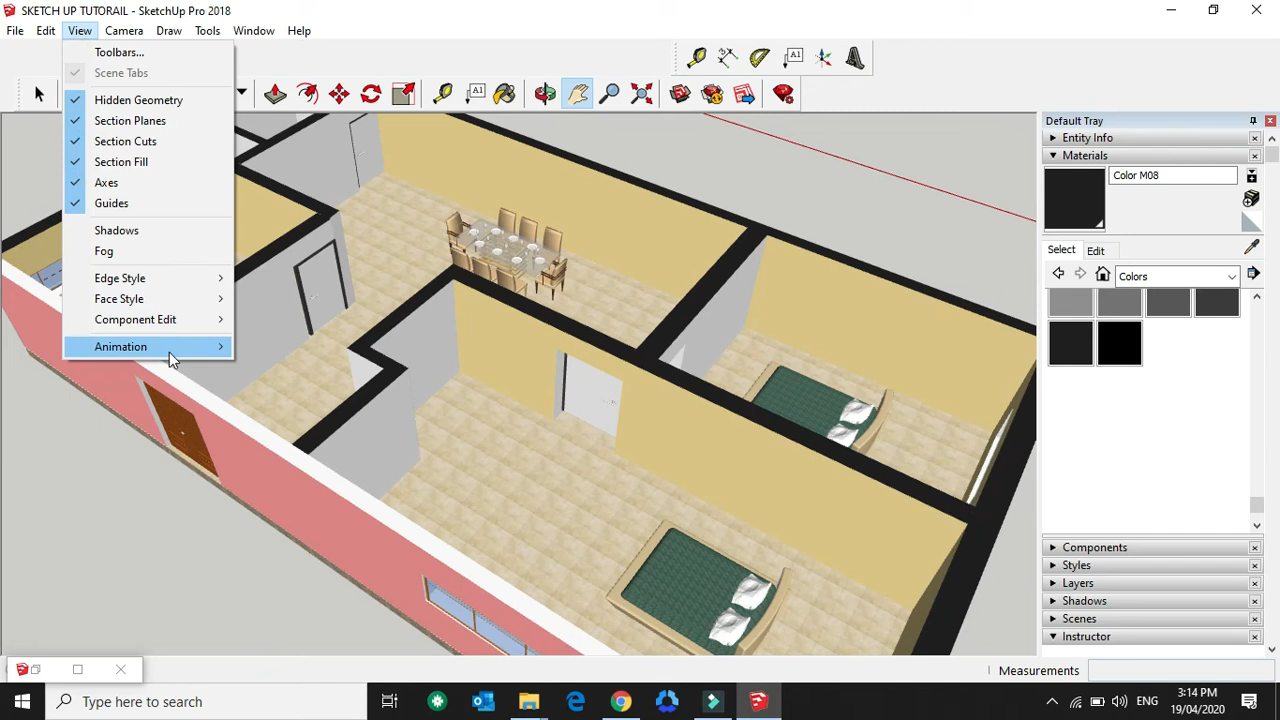 SKETCH UP TUTORAIL - SketchUp Pro 2018
File Edit View Camera Draw Tools Window Help
Toolbars...
Scene Tabs
Hidden Geometry
Section Planes
Section Cuts
Section Fill
Axes
Guides
Shadows
Fog
Edge Style
Face Style
Component Edit
Animation
A1
A1
Default Tray
Entity Info
Materials
Color M08
Select Edit
Colors
Components
Styles
Layers
Shadows
Scenes
Instructor
Measurements
Type here to search
ENG
3:14 PM
19/04/2020